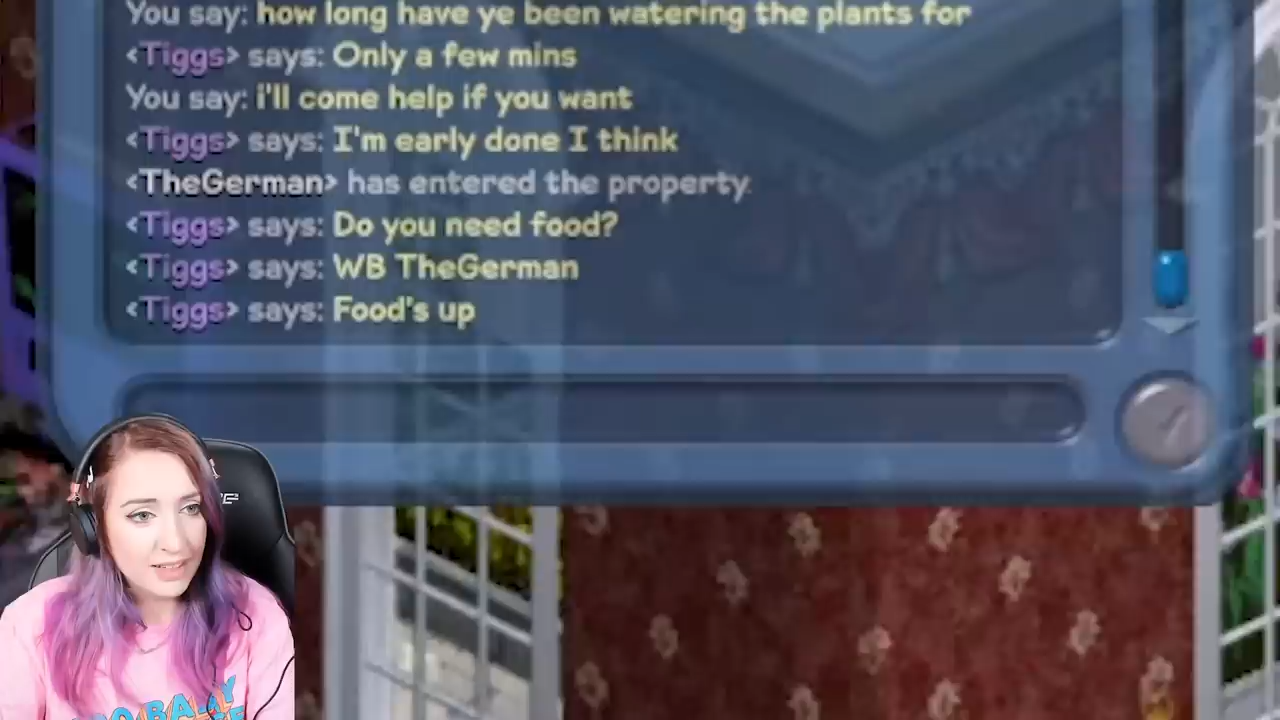 You say: how long have ye been watering the plants for
<Tiggs> says: Only a few mins
You say: i'll come help if you want
<Tiggs> says: I'm early done I think
<TheGerman> has entered the property.
<Tiggs> says: Do you need food?
<Tiggs> says: WB TheGerman
<Tiggs> says: Food's up